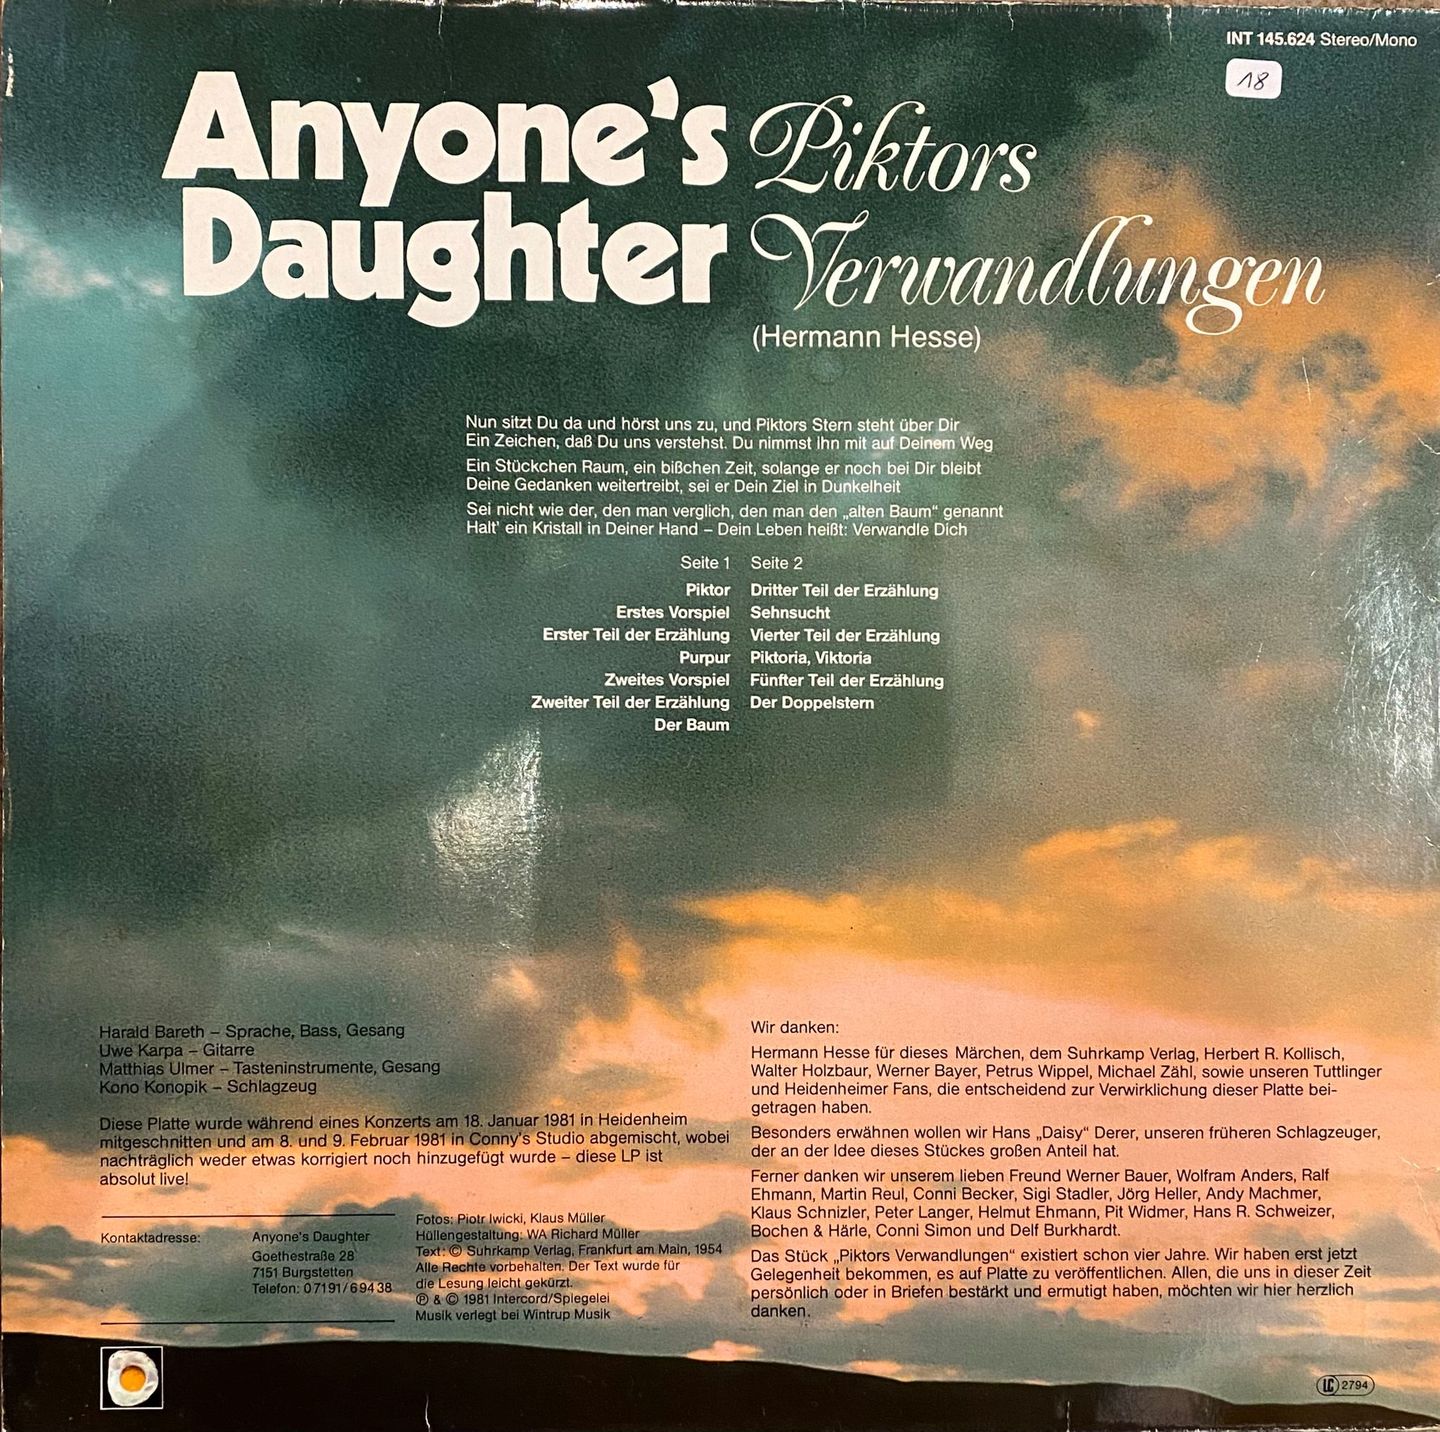 INT 145.624 Stereo/Mono
18
Anyone's
Daughter
Piktors
Verwandlungen
(Hermann Hesse)
Nun sitzt Du da und hörst uns zu, und Piktors Stern steht über Dir
Ein Zeichen, daß Du uns verstehst. Du nimmst Ihn mit auf Deinem Weg
Ein Stückchen Raum, ein bißchen Zeit, solange er noch bei Dir bleibt
Deine Gedanken weitertreibt, sei er Dein Ziel in Dunkelheit
Sei nicht wie der, den man verglich, den man den „alten Baum“ genannt
Halt' ein Kristall in Deiner Hand – Dein Leben heißt: Verwandle Dich
Seite 1
Piktor
Erstes Vorspiel
Erster Teil der Erzählung
Purpur
Zweites Vorspiel
Zweiter Teil der Erzählung
Der Baum
Seite 2
Dritter Teil der Erzählung
Sehnsucht
Vierter Teil der Erzählung
Piktoria, Viktoria
Fünfter Teil der Erzählung
Der Doppelstern
Harald Bareth – Sprache, Bass, Gesang
Uwe Karpa – Gitarre
Matthias Ulmer – Tasteninstrumente, Gesang
Kono Konopik – Schlagzeug
Diese Platte wurde während eines Konzerts am 18. Januar 1981 in Heidenheim
mitgeschnitten und am 8. und 9. Februar 1981 in Conny's Studio abgemischt, wobei
nachträglich weder etwas korrigiert noch hinzugefügt wurde – diese LP ist
absolut live!
Kontaktadresse:
Anyone's Daughter
Goethestraße 28
7151 Burgstetten
Telefon: 07191/69438
Fotos: Piotr Iwicki, Klaus Müller
Hüllengestaltung: WA Richard Müller
Text: © Suhrkamp Verlag, Frankfurt am Main, 1954
Alle Rechte vorbehalten. Der Text wurde für
die Lesung leicht gekürzt.
℗ & © 1981 Intercord/Spiegelei
Musik verlegt bei Wintrup Musik
Wir danken:
Hermann Hesse für dieses Märchen, dem Suhrkamp Verlag, Herbert R. Kollisch,
Walter Holzbaur, Werner Bayer, Petrus Wippel, Michael Zähl, sowie unseren Tuttlinger
und Heidenheimer Fans, die entscheidend zur Verwirklichung dieser Platte bei-
getragen haben.
Besonders erwähnen wollen wir Hans „Daisy“ Derer, unseren früheren Schlagzeuger,
der an der Idee dieses Stückes großen Anteil hat.
Ferner danken wir unserem lieben Freund Werner Bauer, Wolfram Anders, Ralf
Ehmann, Martin Reul, Conni Becker, Sigi Stadler, Jörg Heller, Andy Machmer,
Klaus Schnizler, Peter Langer, Helmut Ehmann, Pit Widmer, Hans R. Schweizer,
Bochen & Härle, Conni Simon und Delf Burkhardt.
Das Stück „Piktors Verwandlungen“ existiert schon vier Jahre. Wir haben erst jetzt
Gelegenheit bekommen, es auf Platte zu veröffentlichen. Allen, die uns in dieser Zeit
persönlich oder in Briefen bestärkt und ermutigt haben, möchten wir hier herzlich
danken.
LC 2794